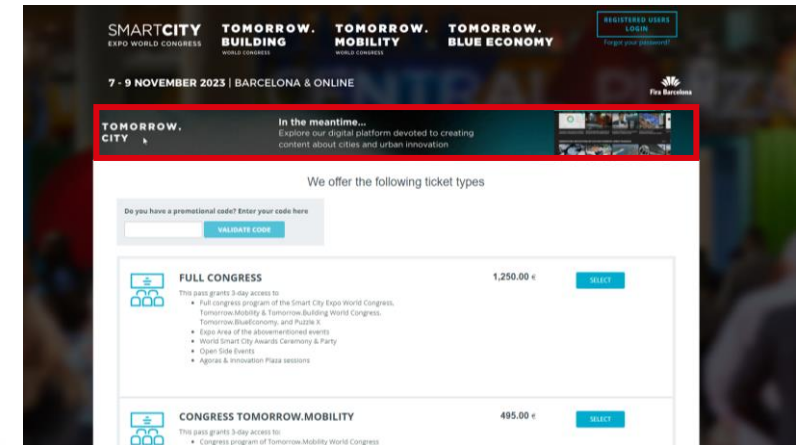 SMARTCITY
EXPO WORLD CONGRESS
TOMORROW.
BUILDING
WORLD CONGRESS
TOMORROW.
MOBILITY
WORLD CONGRESS
TOMORROW.
BLUE ECONOMY
REGISTERED USERS
LOGIN
Forgot your password?
7 - 9 NOVEMBER 2023 | BARCELONA & ONLINE
Fira Barcelona
TOMORROW.
CITY
In the meantime...
Explore our digital platform devoted to creating
content about cities and urban innovation
We offer the following ticket types
Do you have a promotional code? Enter your code here
VALIDATE CODE
FULL CONGRESS
1,250.00 €
SELECT
This pass grants 3-day access to:
• Full congress program of the Smart City Expo World Congress,
Tomorrow.Mobility & Tomorrow.Building World Congress,
Tomorrow.BlueEconomy, and Puzzle X
• Expo Area of the abovementioned events
• World Smart City Awards Ceremony & Party
• Open Side Events
• Agoras & Innovation Plaza sessions
CONGRESS TOMORROW.MOBILITY
495.00 €
SELECT
This pass grants 3-day access to:
• Congress program of Tomorrow.Mobility World Congress